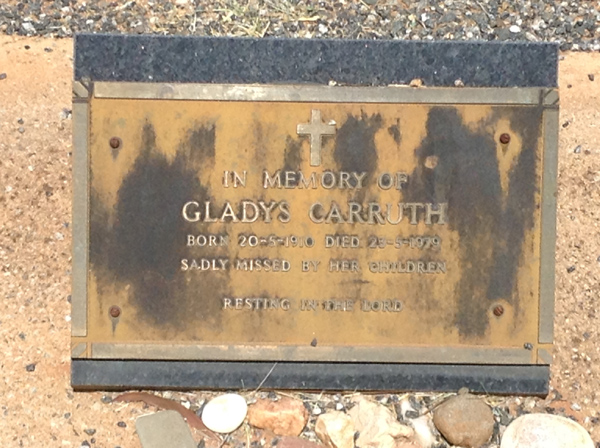 IN MEMORY OF
GLADYS CARRUTH
BORN 20-5-1910 DIED 23-5-1979
SADLY MISSED BY HER CHILDREN
RESTING IN THE LORD